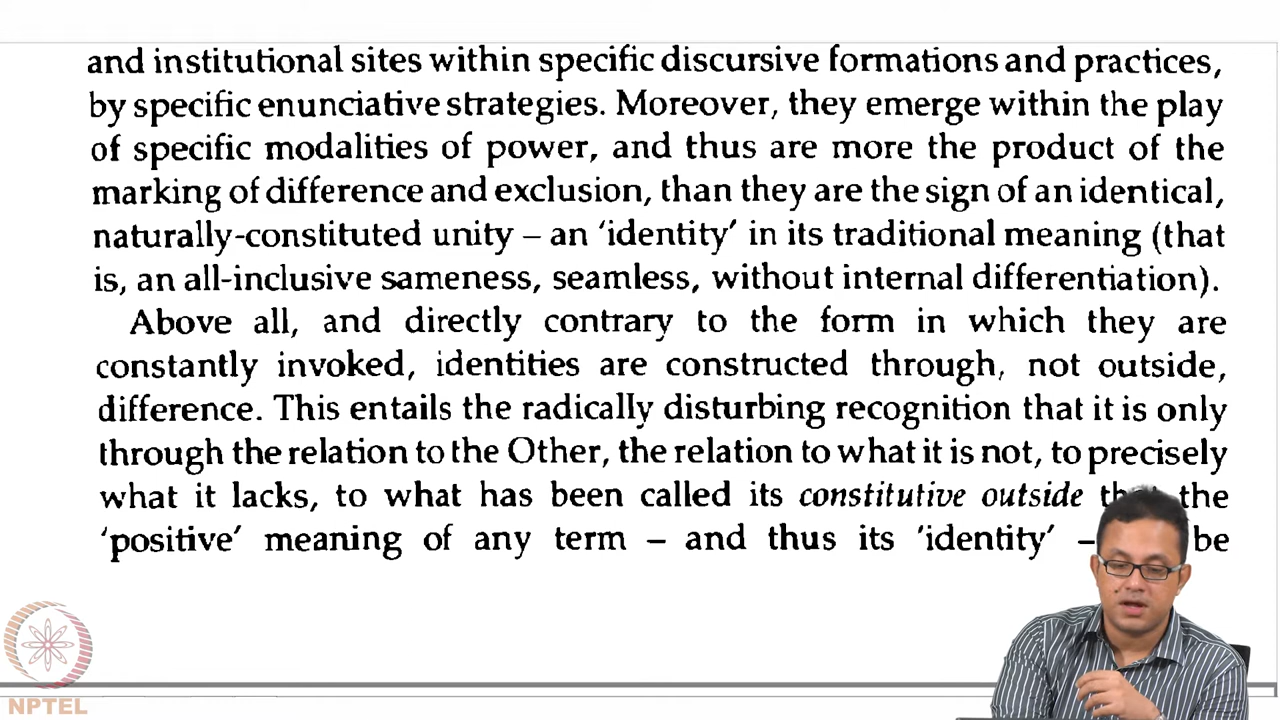 and institutional sites within specific discursive formations and practices,
by specific enunciative strategies. Moreover, they emerge within the play
of specific modalities of power, and thus are more the product of the
marking of difference and exclusion, than they are the sign of an identical,
naturally-constituted unity – an ‘identity’ in its traditional meaning (that
is, an all-inclusive sameness, seamless, without internal differentiation).
Above all, and directly contrary to the form in which they are
constantly invoked, identities are constructed through, not outside,
difference. This entails the radically disturbing recognition that it is only
through the relation to the Other, the relation to what it is not, to precisely
what it lacks, to what has been called its constitutive outside the
‘positive’ meaning of any term – and thus its ‘identity’ – be
NPTEL